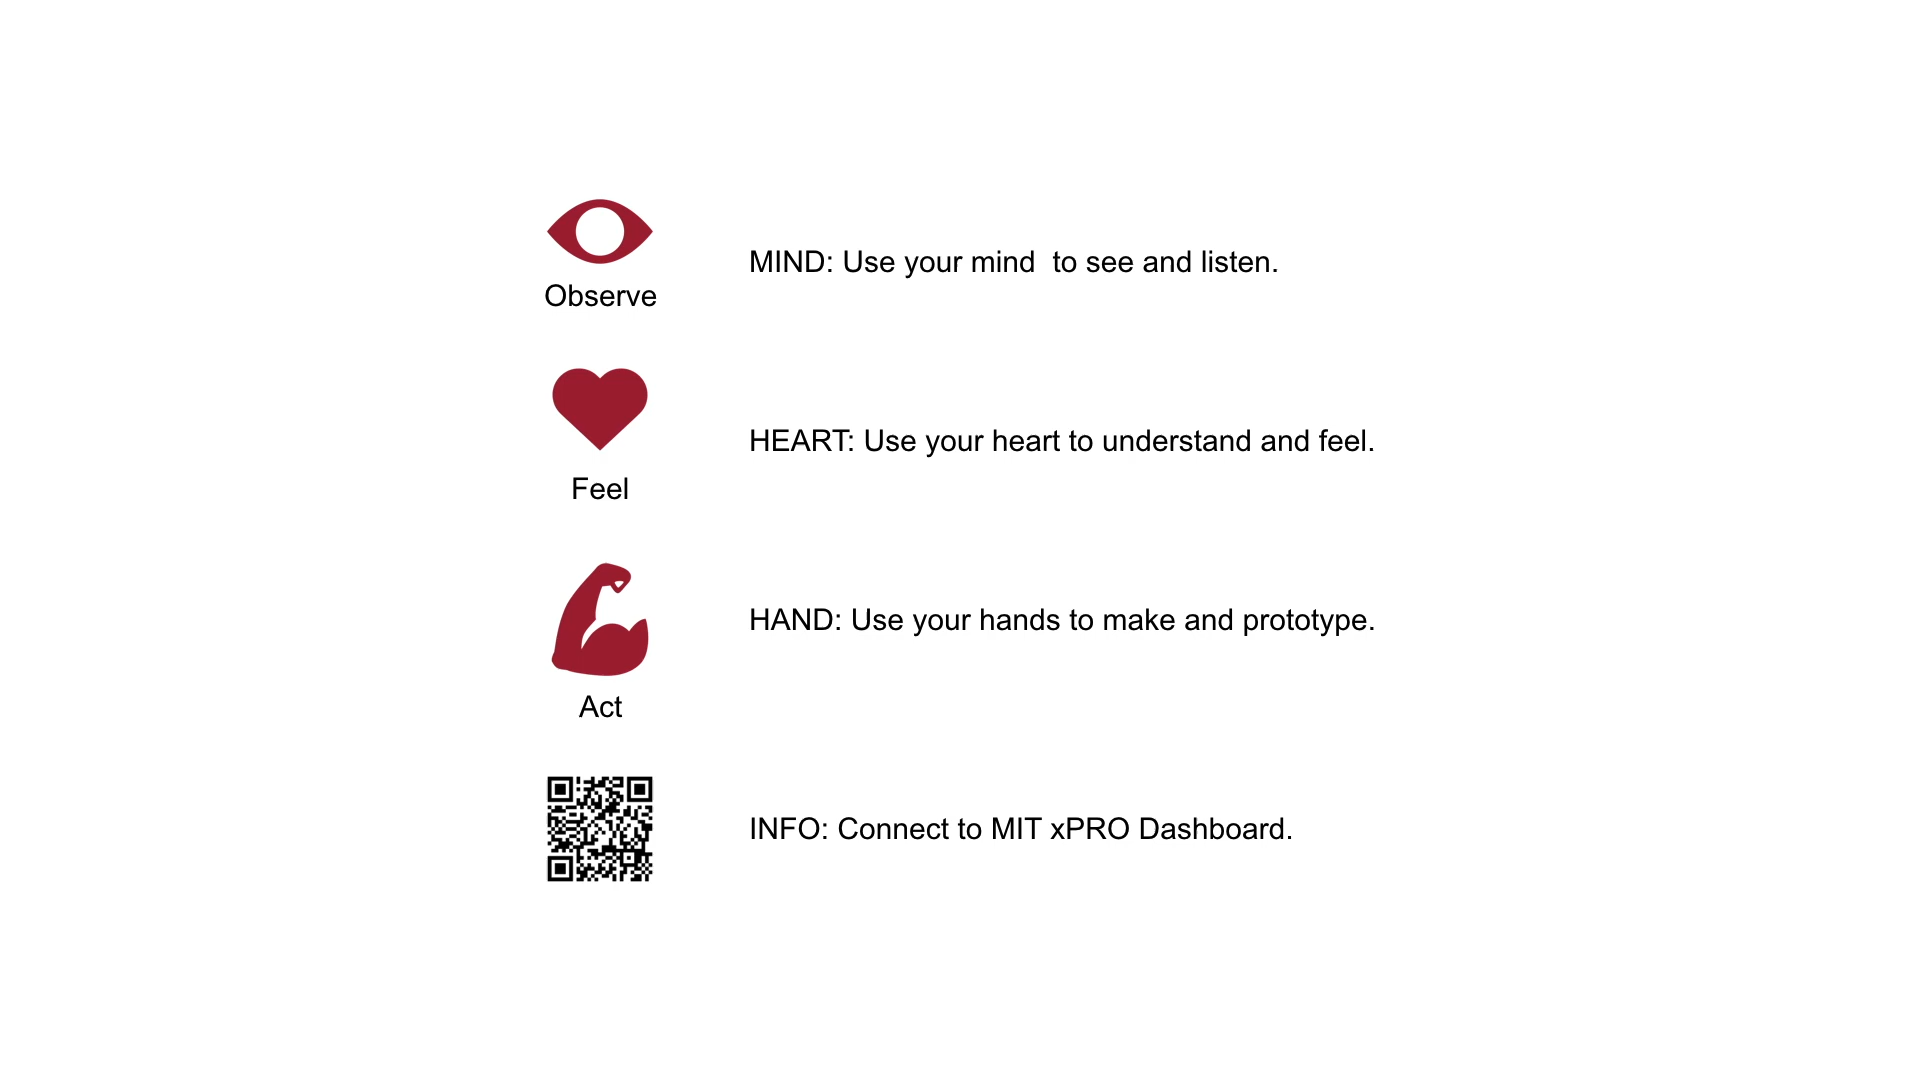 MIND: Use your mind  to see and listen.
Observe
HEART: Use your heart to understand and feel.
Feel
HAND: Use your hands to make and prototype.
Act
INFO: Connect to MIT xPRO Dashboard.